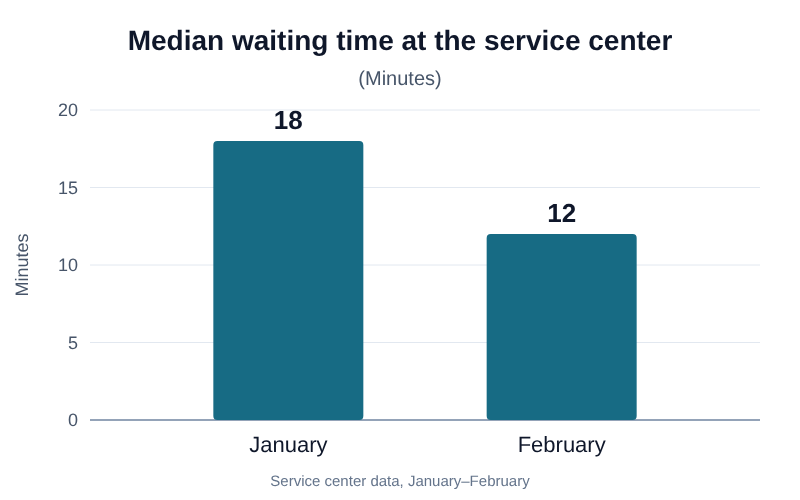 Median waiting time at the service center
(Minutes)
Minutes
20
15
10
5
0
18
12
January
February
Service center data, January–February